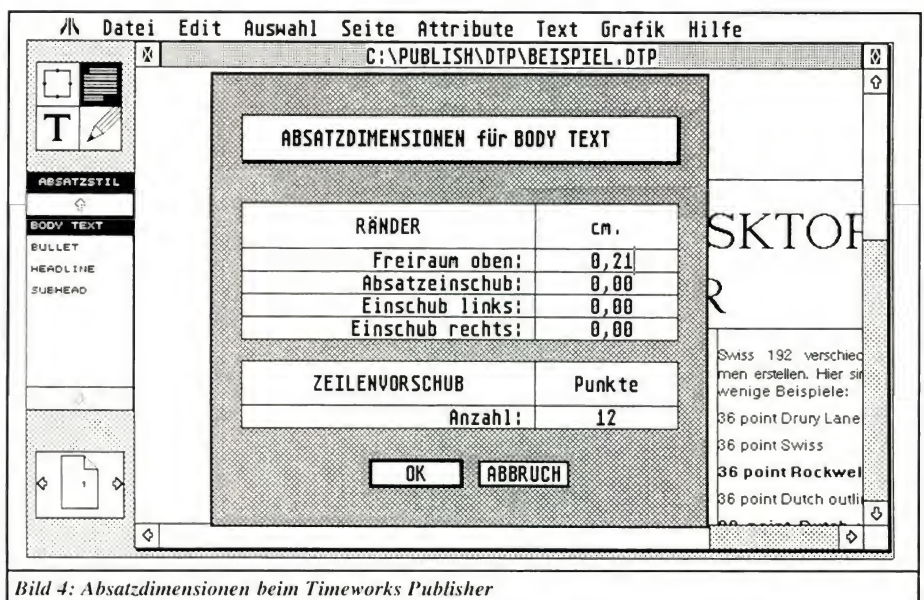 Datei Edit Auswahl Seite Attribute Text Grafik Hilfe
C:\PUBLISH\DTP\BEISPIEL.DTP
T
ABSATZSTIL
BODY TEXT
BULLET
HEADLINE
SUBHEAD
1
ABSATZDIMENSIONEN für BODY TEXT
RÄNDER cm.
Freiraum oben: 0,21
Absatzeinschub: 0,00
Einschub links: 0,00
Einschub rechts: 0,00
ZEILENVORSCHUB Punkte
Anzahl: 12
OK ABBRUCH
SKTOP
R
Swiss 192 verschied
men erstellen. Hier sin
wenige Beispiele:
36 point Drury Lane
36 point Swiss
36 point Rockwel
36 point Dutch outli
Bild 4: Absatzdimensionen beim Timeworks Publisher